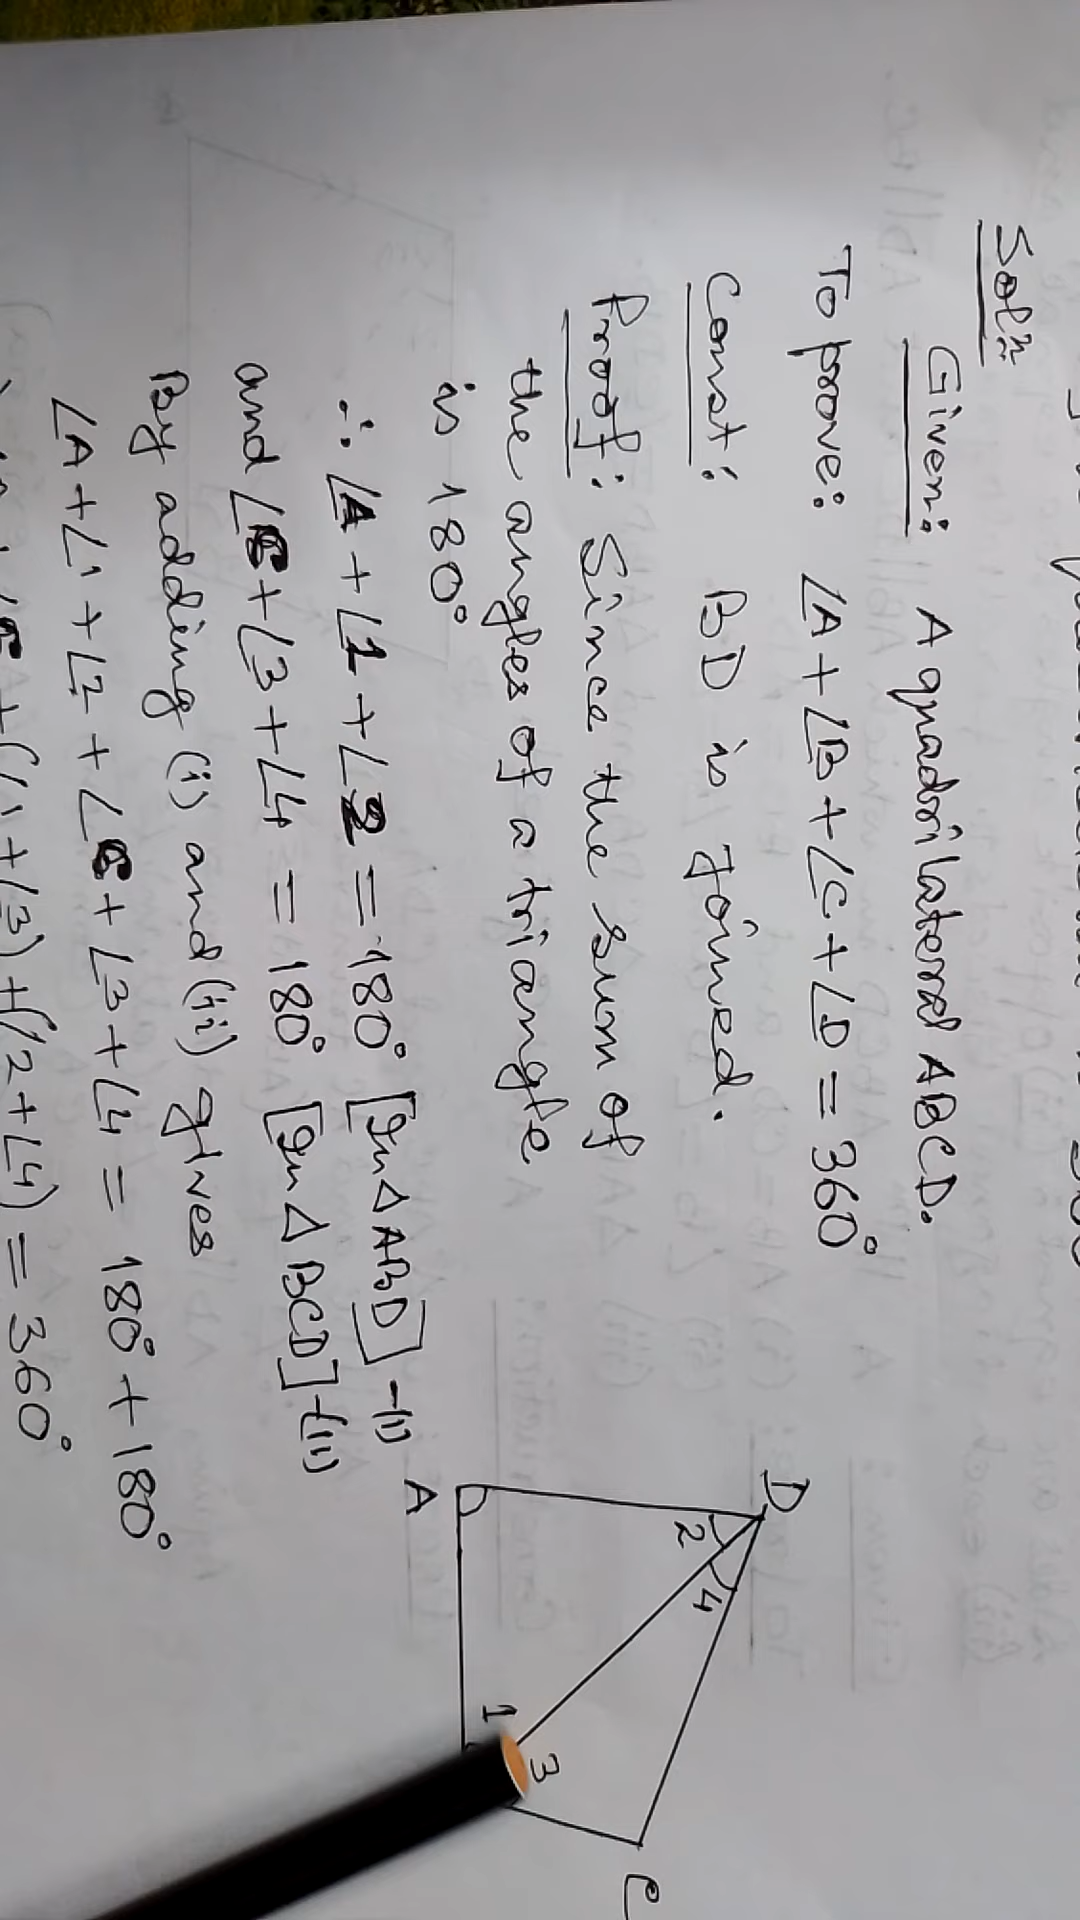 Solⁿ
Given: A quadrilateral ABCD.
To prove: ∠A + ∠B + ∠C + ∠D = 360°
Const: BD is joined.
Proof: Since the sum of
the angles of a triangle
is 180°
∴ ∠A + ∠1 + ∠2 = 180° [In △ABD] -(i)
and ∠C + ∠3 + ∠4 = 180° [In △BCD] -(ii)
By adding (i) and (ii) gives
∠A + ∠1 + ∠2 + ∠C + ∠3 + ∠4 = 180° + 180°
+ (∠1 + ∠3) + (∠2 + ∠4) = 360°
D
2
4
A
1
3
C